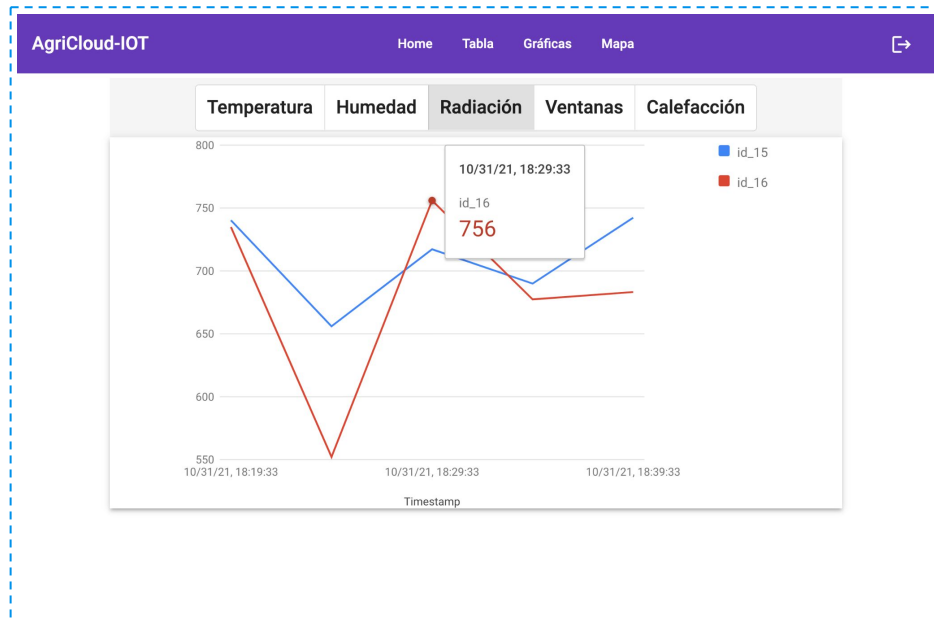 AgriCloud-IOT Home Tabla Gráficas Mapa
Temperatura Humedad Radiación Ventanas Calefacción
800
750
700
650
600
550
10/31/21, 18:29:33
id_16
756
id_15
id_16
10/31/21, 18:19:33 10/31/21, 18:29:33 10/31/21, 18:39:33
Timestamp